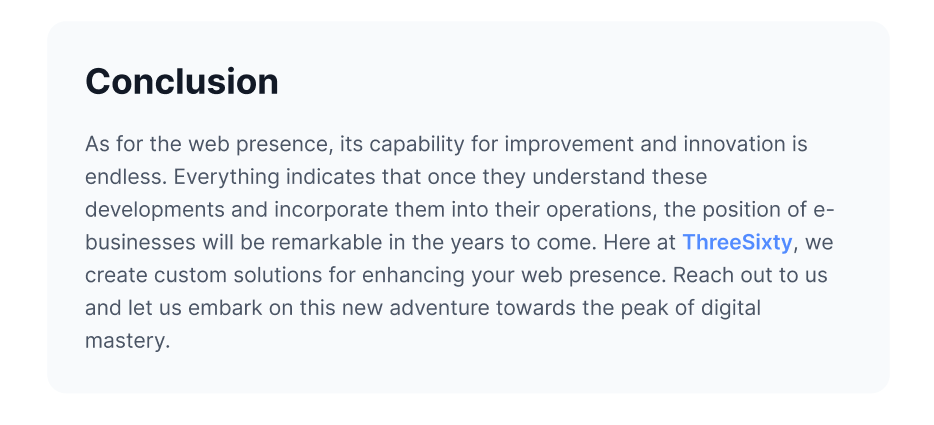 Conclusion
As for the web presence, its capability for improvement and innovation is
endless. Everything indicates that once they understand these
developments and incorporate them into their operations, the position of e-
businesses will be remarkable in the years to come. Here at ThreeSixty, we
create custom solutions for enhancing your web presence. Reach out to us
and let us embark on this new adventure towards the peak of digital
mastery.